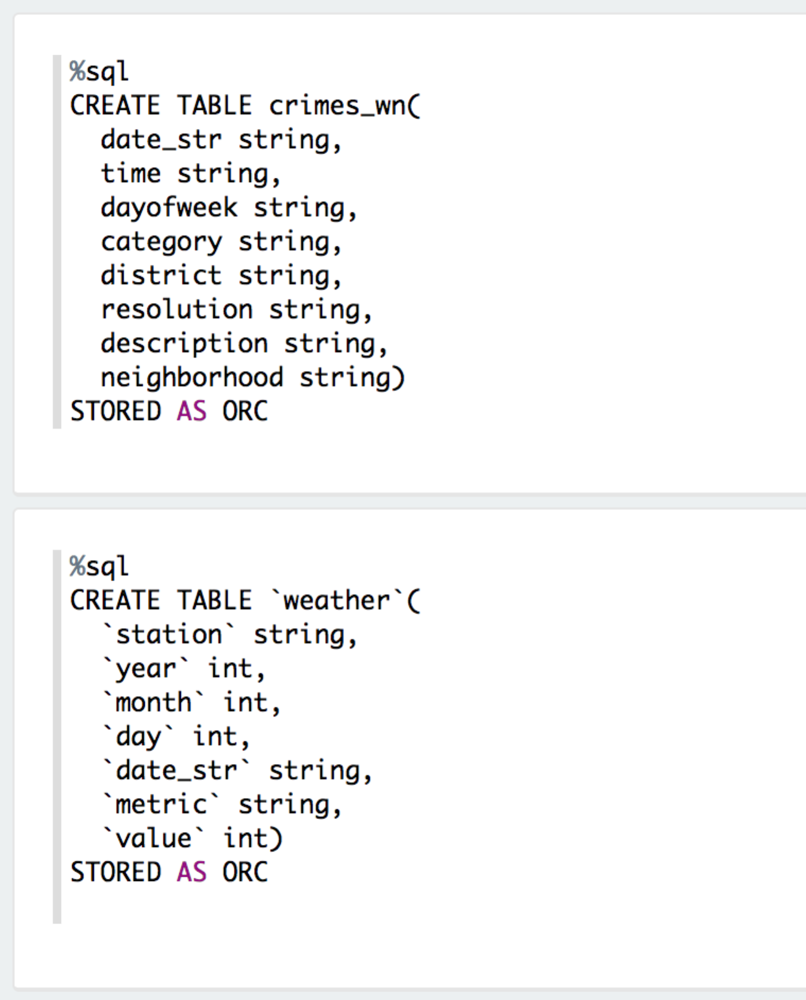 %sql
CREATE TABLE crimes_wn(
  date_str string,
  time string,
  dayofweek string,
  category string,
  district string,
  resolution string,
  description string,
  neighborhood string)
STORED AS ORC
%sql
CREATE TABLE `weather`(
  `station` string,
  `year` int,
  `month` int,
  `day` int,
  `date_str` string,
  `metric` string,
  `value` int)
STORED AS ORC